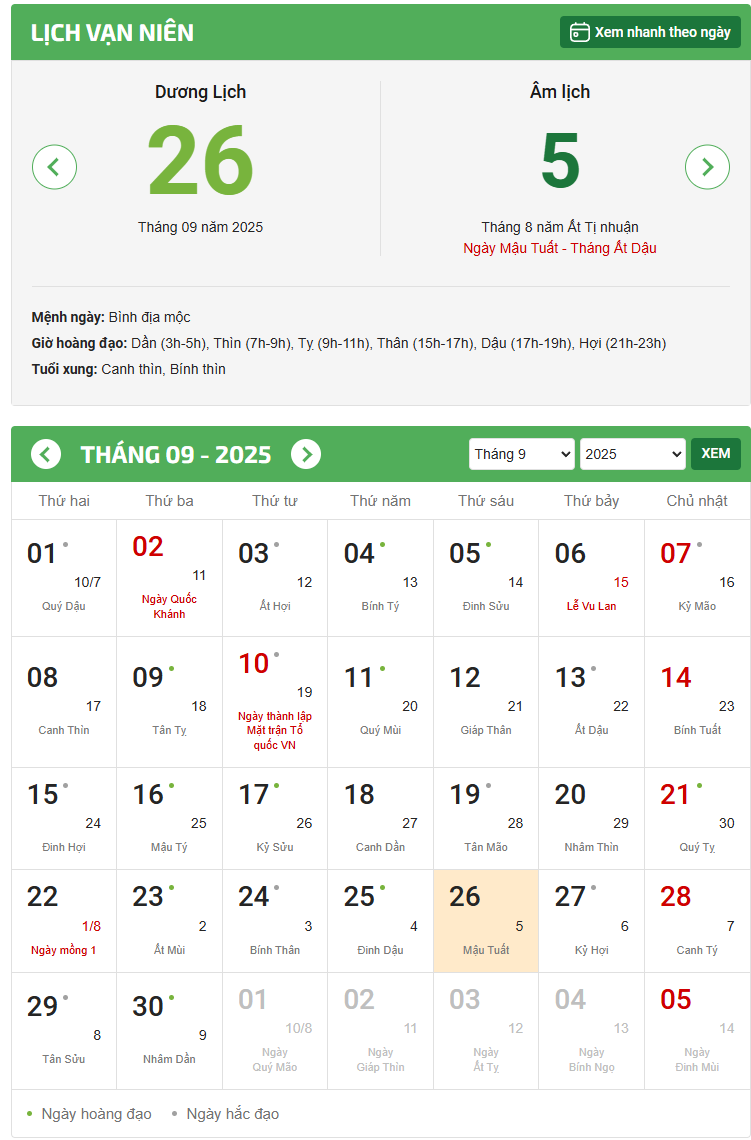 LỊCH VẠN NIÊN
Xem nhanh theo ngày
Dương Lịch
Âm lịch
26
5
Tháng 09 năm 2025
Tháng 8 năm Ất Tị nhuận
Ngày Mậu Tuất - Tháng Ất Dậu
Mệnh ngày: Bình địa mộc
Giờ hoàng đạo: Dần (3h-5h), Thìn (7h-9h), Tỵ (9h-11h), Thân (15h-17h), Dậu (17h-19h), Hợi (21h-23h)
Tuổi xung: Canh thìn, Bính thìn
THÁNG 09 - 2025
Tháng 9
2025
XEM
Thứ hai Thứ ba Thứ tư Thứ năm Thứ sáu Thứ bảy Chủ nhật
01 02 03 04 05 06 07
10/7 11 12 13 14 15 16
Quý Dậu Ngày Quốc Khánh Ất Hợi Bính Tý Đinh Sửu Lễ Vu Lan Kỷ Mão
08 09 10 11 12 13 14
17 18 19 20 21 22 23
Canh Thìn Tân Tỵ Ngày thành lập Mặt trận Tổ quốc VN Quý Mùi Giáp Thân Ất Dậu Bính Tuất
15 16 17 18 19 20 21
24 25 26 27 28 29 30
Đinh Hợi Mậu Tý Kỷ Sửu Canh Dần Tân Mão Nhâm Thìn Quý Tỵ
22 23 24 25 26 27 28
1/8 2 3 4 5 6 7
Ngày mồng 1 Ất Mùi Bính Thân Đinh Dậu Mậu Tuất Kỷ Hợi Canh Tý
29 30 01 02 03 04 05
8 9 10/8 11 12 13 14
Tân Sửu Nhâm Dần Ngày Quý Mão Ngày Giáp Thìn Ngày Ất Tỵ Ngày Bính Ngọ Ngày Đinh Mùi
Ngày hoàng đạo Ngày hắc đạo